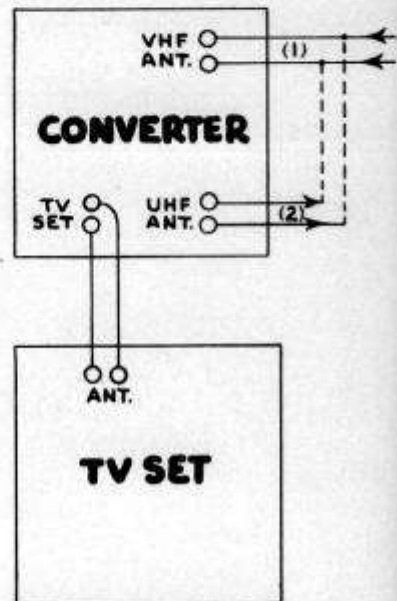 VHF
ANT.
(1)
CONVERTER
TV
SET
UHF
ANT.
(2)
ANT.
TV SET